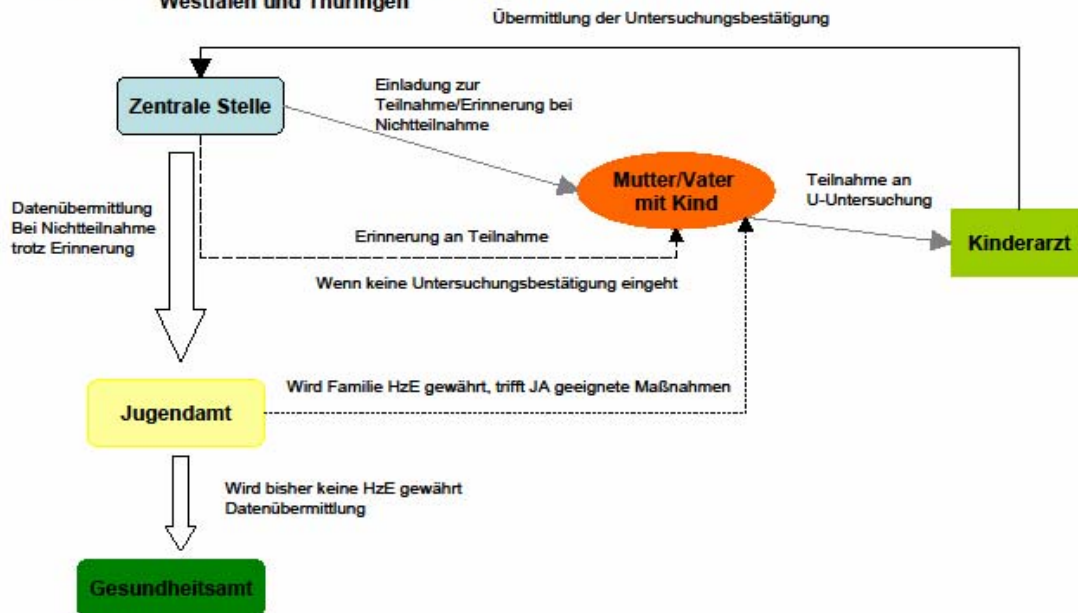 Westfalen und Thüringen
Übermittlung der Untersuchungsbestätigung
Zentrale Stelle
Einladung zur
Teilnahme/Erinnerung bei
Nichtteilnahme
Mutter/Vater
mit Kind
Teilnahme an
U-Untersuchung
Kinderarzt
Datenübermittlung
Bei Nichtteilnahme
trotz Erinnerung
Erinnerung an Teilnahme
Wenn keine Untersuchungsbestätigung eingeht
Wird Familie HzE gewährt, trifft JA geeignete Maßnahmen
Jugendamt
Wird bisher keine HzE gewährt
Datenübermittlung
Gesundheitsamt